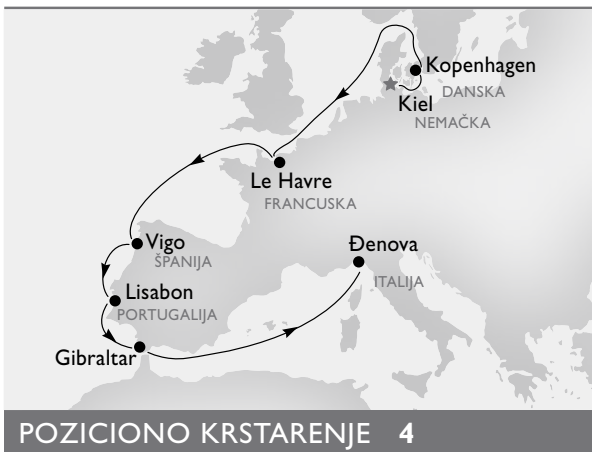 Kopenhagen
DANSKA
Kiel
NEMAČKA
Le Havre
FRANCUSKA
Vigo
ŠPANIJA
Đenova
ITALIJA
Lisabon
PORTUGALIJA
Gibraltar
POZICIONO KRSTARENJE 4